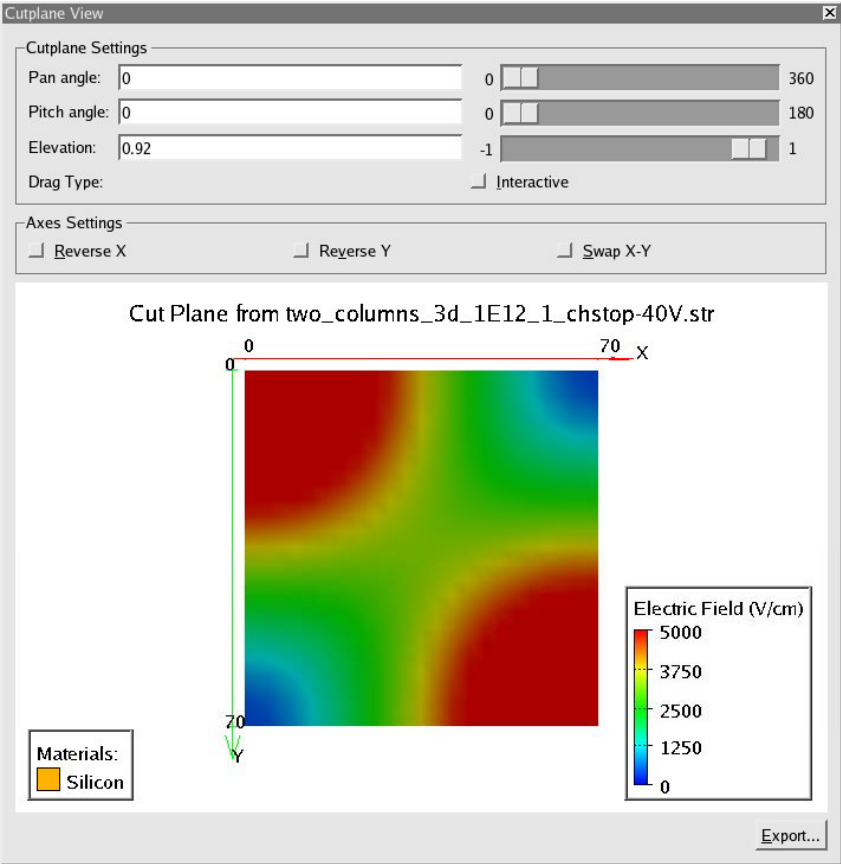 Cutplane View
Cutplane Settings
Pan angle: 0 0 360
Pitch angle: 0 0 180
Elevation: 0.92 -1 1
Drag Type: Interactive
Axes Settings
Reverse X Reverse Y Swap X-Y
Cut Plane from two_columns_3d_1E12_1_chstop-40V.str
0 70 X
0
Electric Field (V/cm)
5000
3750
2500
1250
0
70
Y
Materials:
Silicon
Export...